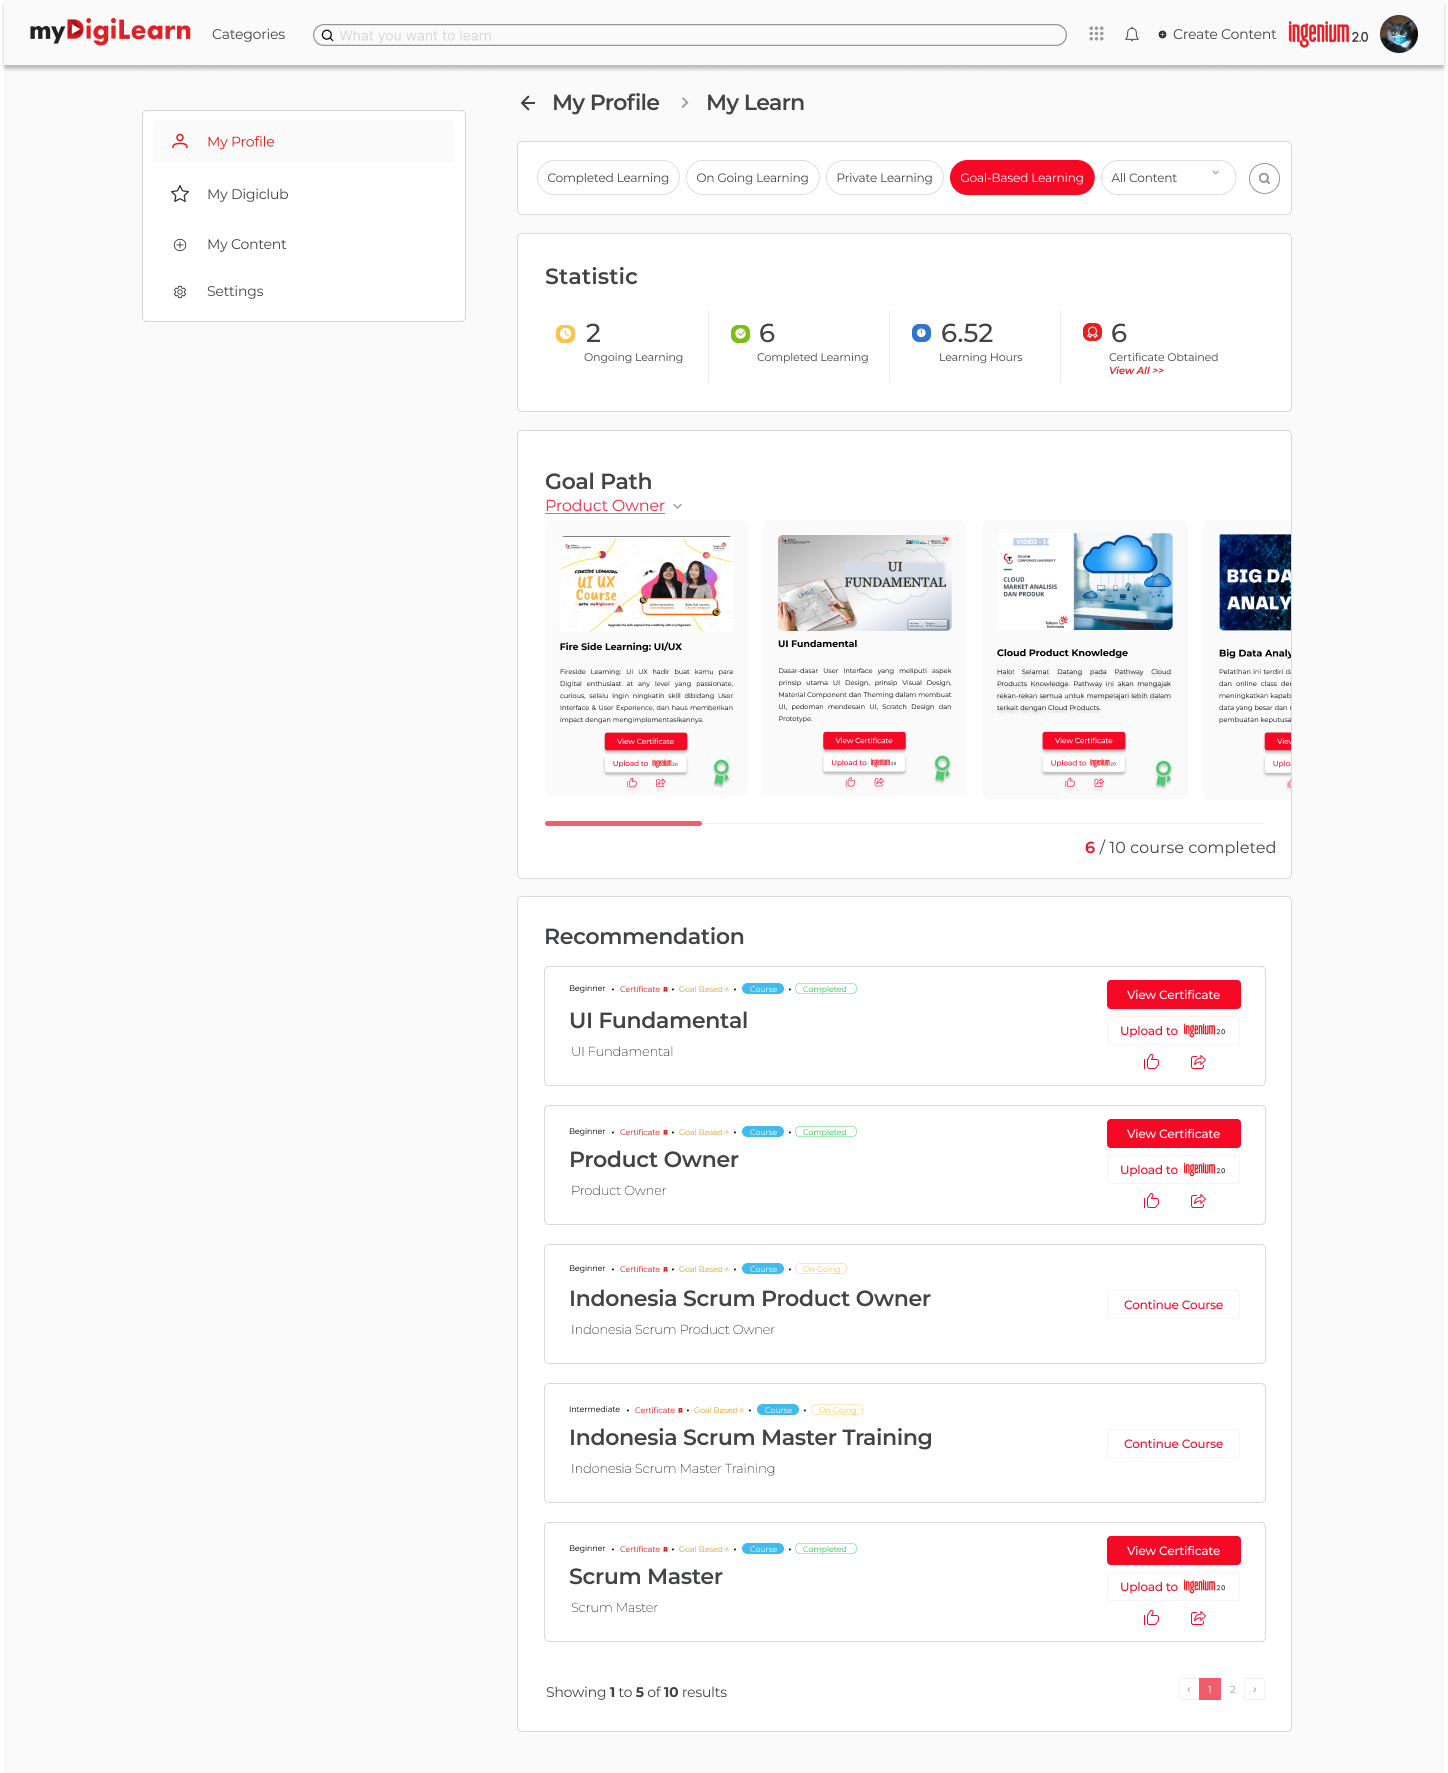 myDigiLearn Categories What you want to learn Create Content ingenium 2.0
My Profile
My Digiclub
My Content
Settings
My Profile > My Learn
Completed Learning On Going Learning Private Learning Goal-Based Learning All Content
Statistic
2 6 6.52 6
Ongoing Learning Completed Learning Learning Hours Certificate Obtained
View All >>
Goal Path
Product Owner
FIRESIDE LEARNING
UI UX
Course
WITH myDigiLearn
Fire Side Learning: UI/UX
Fireside Learning: UI UX hadir buat kamu para
Digital enthusiast at any level yang passionate,
curious, selalu ingin ningkatin skill dibidang User
Interface & User Experience, dan haus memberikan
impact dengan mengimplementasikannya.
View Certificate
Upload to ingenium 2.0
UI
FUNDAMENTAL
UI Fundamental
Dasar-dasar User Interface yang meliputi aspek
prinsip utama UI Design, prinsip Visual Design,
Material Component dan Theming dalam membuat
UI, pedoman mendesain UI, Scratch Design dan
Prototype.
View Certificate
Upload to ingenium 2.0
VIDEO - 1
TELKOM
CORPORATE UNIVERSITY
CLOUD
MARKET ANALISIS
DAN PRODUK
Telkom
Indonesia
Cloud Product Knowledge
Halo! Selamat Datang pada Pathway Cloud
Products Knowledge. Pathway ini akan mengajak
rekan-rekan semua untuk mempelajari lebih dalam
terkait dengan Cloud Products.
View Certificate
Upload to ingenium 2.0
BIG DA
ANALY
Big Data Analy
Pelatihan ini terdiri d
dan online class der
meningkatkan kapab
data yang besar dan
pembuatan keputusa
Viev
Uplo
6 / 10 course completed
Recommendation
Beginner • Certificate • Goal Based • Course • Completed
UI Fundamental
UI Fundamental
View Certificate
Upload to ingenium 2.0
Beginner • Certificate • Goal Based • Course • Completed
Product Owner
Product Owner
View Certificate
Upload to ingenium 2.0
Beginner • Certificate • Goal Based • Course • On Going
Indonesia Scrum Product Owner
Indonesia Scrum Product Owner
Continue Course
Intermediate • Certificate • Goal Based • Course • On Going
Indonesia Scrum Master Training
Indonesia Scrum Master Training
Continue Course
Beginner • Certificate • Goal Based • Course • Completed
Scrum Master
Scrum Master
View Certificate
Upload to ingenium 2.0
Showing 1 to 5 of 10 results
‹ 1 2 ›